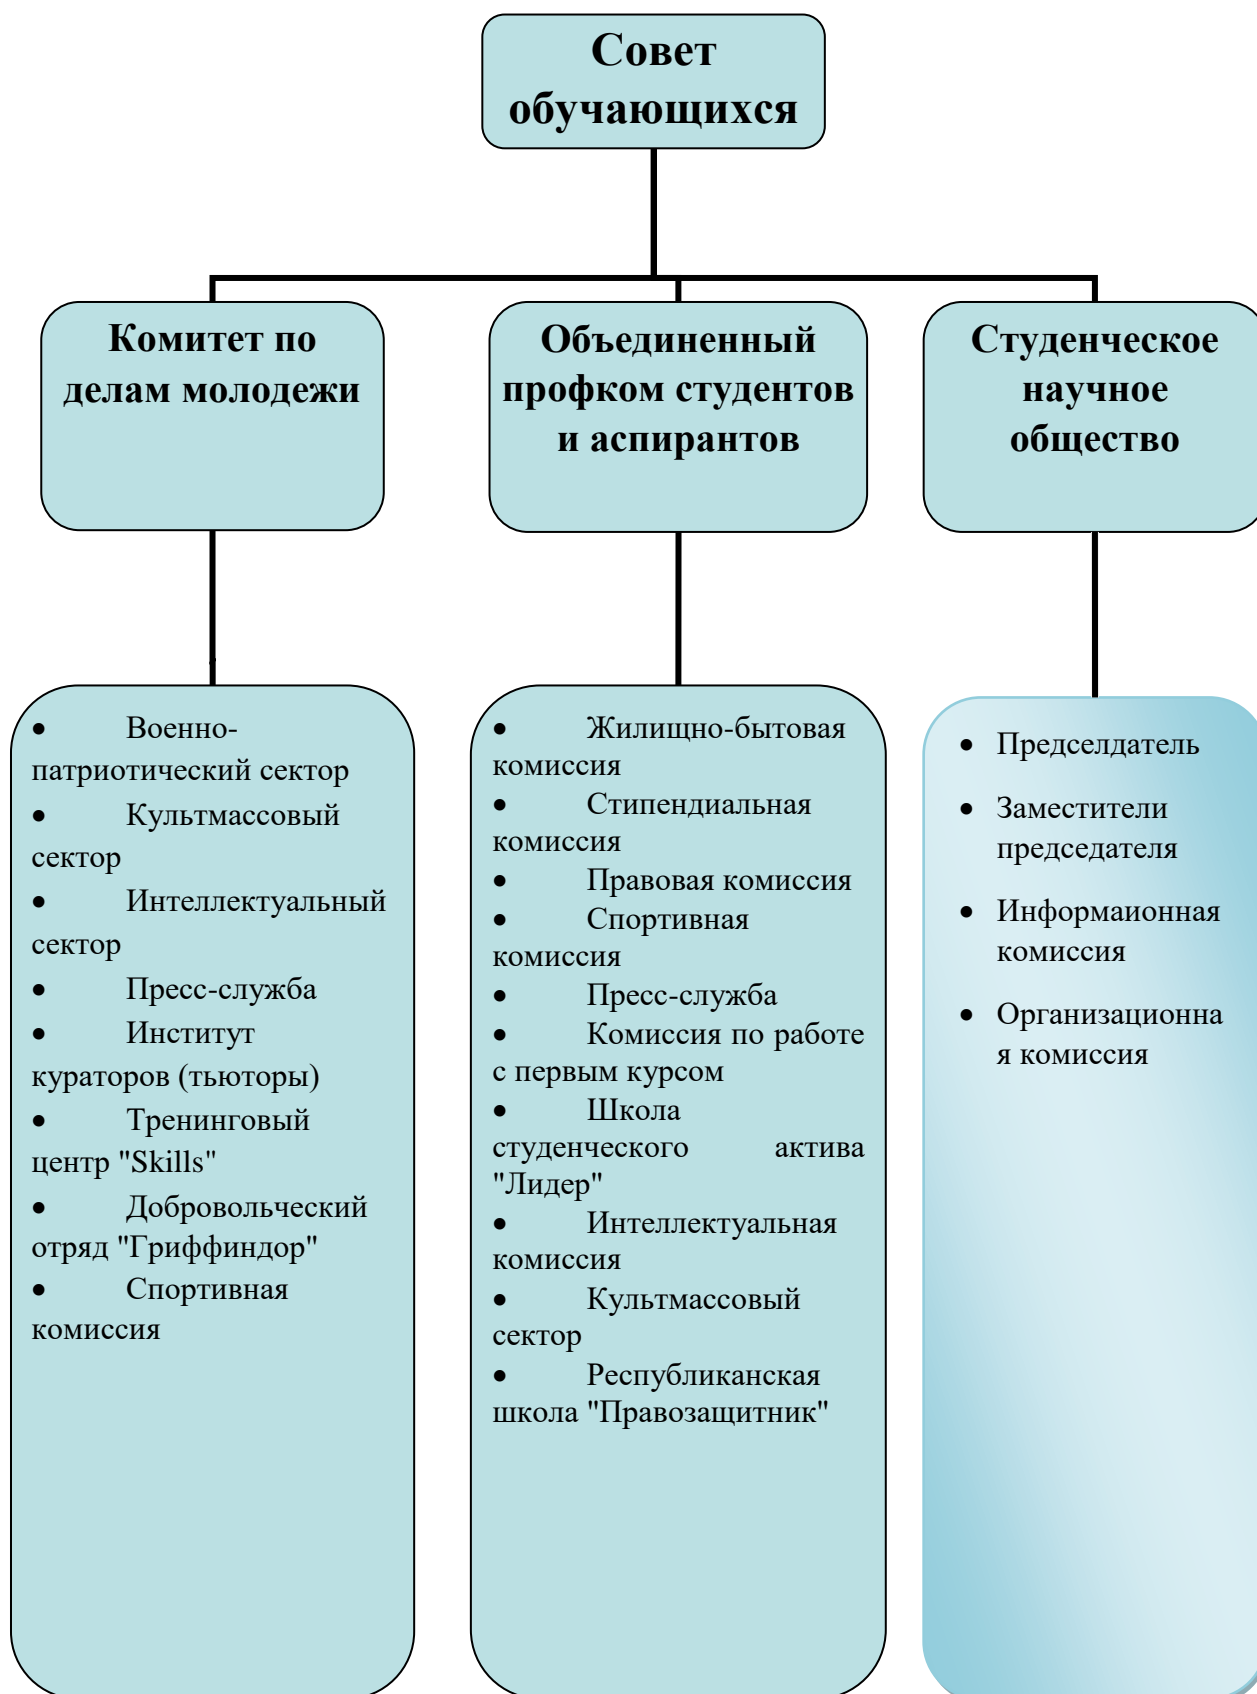 Совет
обучающихся
Комитет по
делам молодежи
Объединенный
профком студентов
и аспирантов
Студенческое
научное
общество
• Военно-
патриотический сектор
• Культмассовый
сектор
• Интеллектуальный
сектор
• Пресс-служба
• Институт
кураторов (тьюторы)
• Тренинговый
центр "Skills"
• Добровольческий
отряд "Гриффиндор"
• Спортивная
комиссия
• Жилищно-бытовая
комиссия
• Стипендиальная
комиссия
• Правовая комиссия
• Спортивная
комиссия
• Пресс-служба
• Комиссия по работе
с первым курсом
• Школа
студенческого актива
"Лидер"
• Интеллектуальная
комиссия
• Культмассовый
сектор
• Республиканская
школа "Правозащитник"
• Преселдатель
• Заместители
председателя
• Информаионная
комиссия
• Организационна
я комиссия